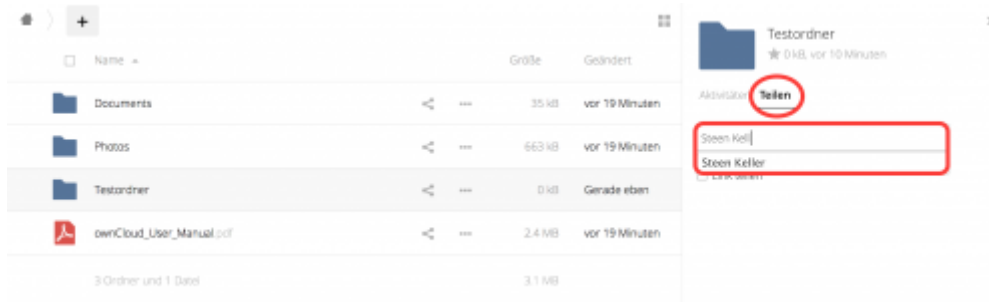 +
Name Größe Geändert
Documents 35 kB vor 19 Minuten
Photos 663 kB vor 19 Minuten
Testordner 0 kB Gerade eben
ownCloud_User_Manual.pdf 2.4 MB vor 19 Minuten
3 Ordner und 1 Datei 3.1 MB
Testordner
0 kB, vor 10 Minuten
Aktivitäten Teilen
Steen Kell
Steen Keller
Link teilen